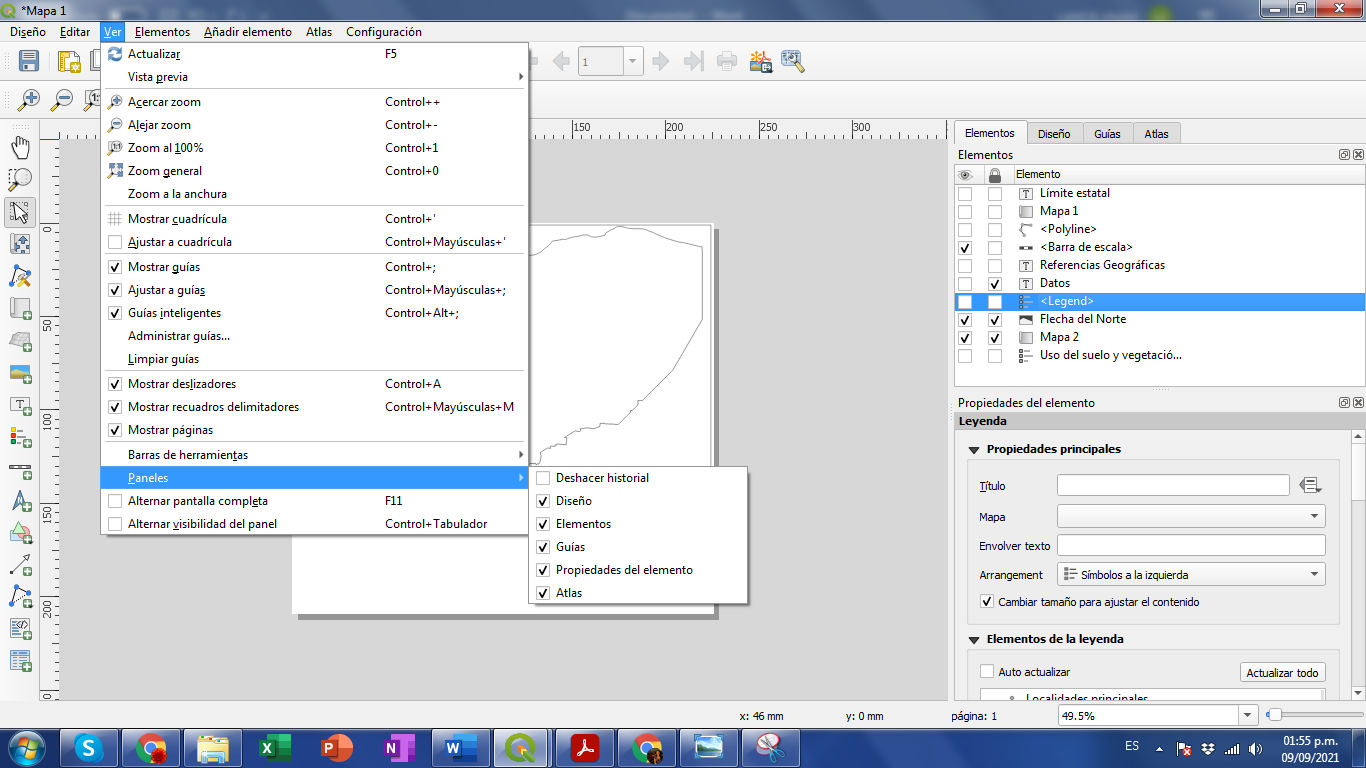 *Mapa 1
Diseño Editar Ver Elementos Añadir elemento Atlas Configuración
Actualizar F5
Vista previa
Acercar zoom Control++
Alejar zoom Control+-
Zoom al 100% Control+1
Zoom general Control+0
Zoom a la anchura
Mostrar cuadrícula Control+'
Ajustar a cuadrícula Control+Mayúsculas+'
Mostrar guías Control+;
Ajustar a guías Control+Mayúsculas+;
Guías inteligentes Control+Alt+;
Administrar guías...
Limpiar guías
Mostrar deslizadores Control+A
Mostrar recuadros delimitadores Control+Mayúsculas+M
Mostrar páginas
Barras de herramientas
Paneles
Alternar pantalla completa F11
Alternar visibilidad del panel Control+Tabulador
Deshacer historial
Diseño
Elementos
Guías
Propiedades del elemento
Atlas
1
150 200 250 300
0
50
100
150
200
0
Elementos Diseño Guías Atlas
Elementos
Elemento
Límite estatal
Mapa 1
<Polyline>
<Barra de escala>
Referencias Geográficas
Datos
<Legend>
Flecha del Norte
Mapa 2
Uso del suelo y vegetació...
Propiedades del elemento
Leyenda
Propiedades principales
Título
Mapa
Envolver texto
Arrangement Símbolos a la izquierda
Cambiar tamaño para ajustar el contenido
Elementos de la leyenda
Auto actualizar Actualizar todo
Localidades principales
x: 46 mm y: 0 mm página: 1 49.5%
ES 01:55 p.m.
09/09/2021